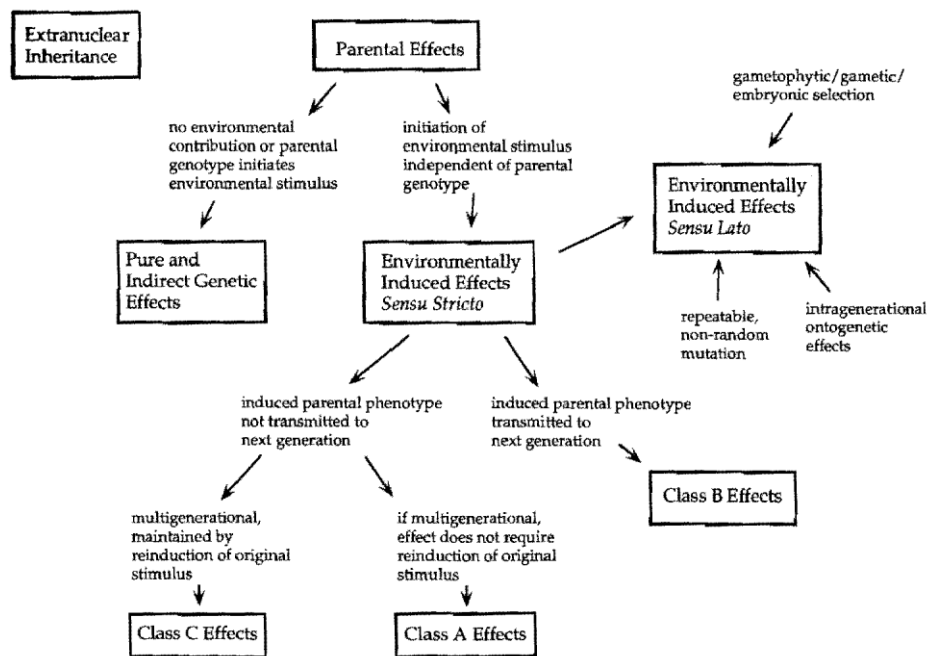 Extranuclear
Inheritance
Parental Effects
gametophytic/gametic/
embryonic selection
no environmental
contribution or parental
genotype initiates
environmental stimulus
initiation of
environmental stimulus
independent of parental
genotype
Environmentally
Induced Effects
Sensu Lato
Pure and
Indirect Genetic
Effects
Environmentally
Induced Effects
Sensu Stricto
repeatable,
non-random
mutation
intragenerational
ontogenetic
effects
induced parental phenotype
not transmitted to
next generation
induced parental phenotype
transmitted to
next generation
Class B Effects
multigenerational,
maintained by
reinduction of original
stimulus
if multigenerational,
effect does not require
reinduction of original
stimulus
Class C Effects
Class A Effects